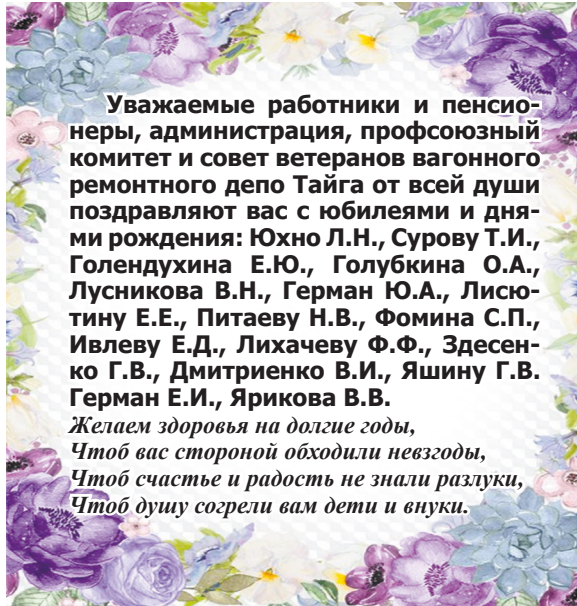 Уважаемые работники и пенсио-
неры, администрация, профсоюзный
комитет и совет ветеранов вагонного
ремонтного депо Тайга от всей души
поздравляют вас с юбилеями и дня-
ми рождения: Юхно Л.Н., Сурову Т.И.,
Голендухина Е.Ю., Голубкина О.А.,
Лусникова В.Н., Герман Ю.А., Лисю-
тину Е.Е., Питаеву Н.В., Фомина С.П.,
Ивлеву Е.Д., Лихачеву Ф.Ф., Здесен-
ко Г.В., Дмитриенко В.И., Яшину Г.В.
Герман Е.И., Ярикова В.В.
Желаем здоровья на долгие годы,
Чтоб вас стороной обходили невзгоды,
Чтоб счастье и радость не знали разлуки,
Чтоб душу согрели вам дети и внуки.